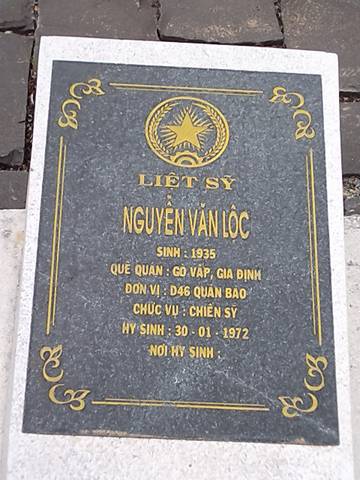 LIỆT SỸ
NGUYỄN VĂN LỘC
SINH : 1935
QUÊ QUÁN : GÒ VẤP, GIA ĐỊNH
ĐƠN VỊ : D46 QUÂN BÁO
CHỨC VỤ : CHIẾN SỸ
HY SINH : 30 - 01 - 1972
NƠI HY SINH :